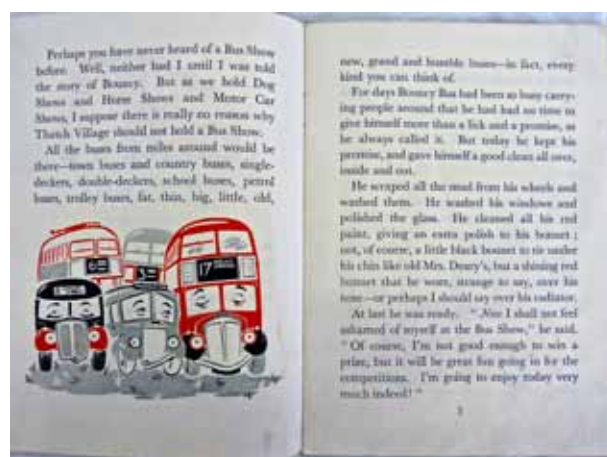 Perhaps you have never heard of a Bus Show
before. Well, neither had I until I was told
the story of Bouncy. But as we hold Dog
Shows and Horse Shows and Motor Car
Shows, I suppose there is really no reason why
Thatch Village should not hold a Bus Show.
All the buses from miles around would be
there—town buses and country buses, single-
deckers, double-deckers, school buses, petrol
buses, trolley buses, fat, thin, big, little, old,
6
3
17
new, grand and humble buses—in fact, every
kind you can think of.
For days Bouncy Bus had been so busy carry-
ing people around that he had had no time to
give himself more than a lick and a promise, as
he always called it. But today he kept his
promise, and gave himself a good clean all over,
inside and out.
He scraped all the mud from his wheels and
washed them. He washed his windows and
polished the glass. He cleaned all his red
paint, giving an extra polish to his bonnet;
not, of course, a little black bonnet to tie under
his chin like old Mrs. Deary's, but a shining red
bonnet that he wore, strange to say, over his
nose—or perhaps I should say over his radiator.
At last he was ready. "Now I shall not feel
ashamed of myself at the Bus Show," he said.
"Of course, I'm not good enough to win a
prize, but it will be great fun going in for the
competitions. I'm going to enjoy today very
much indeed!"